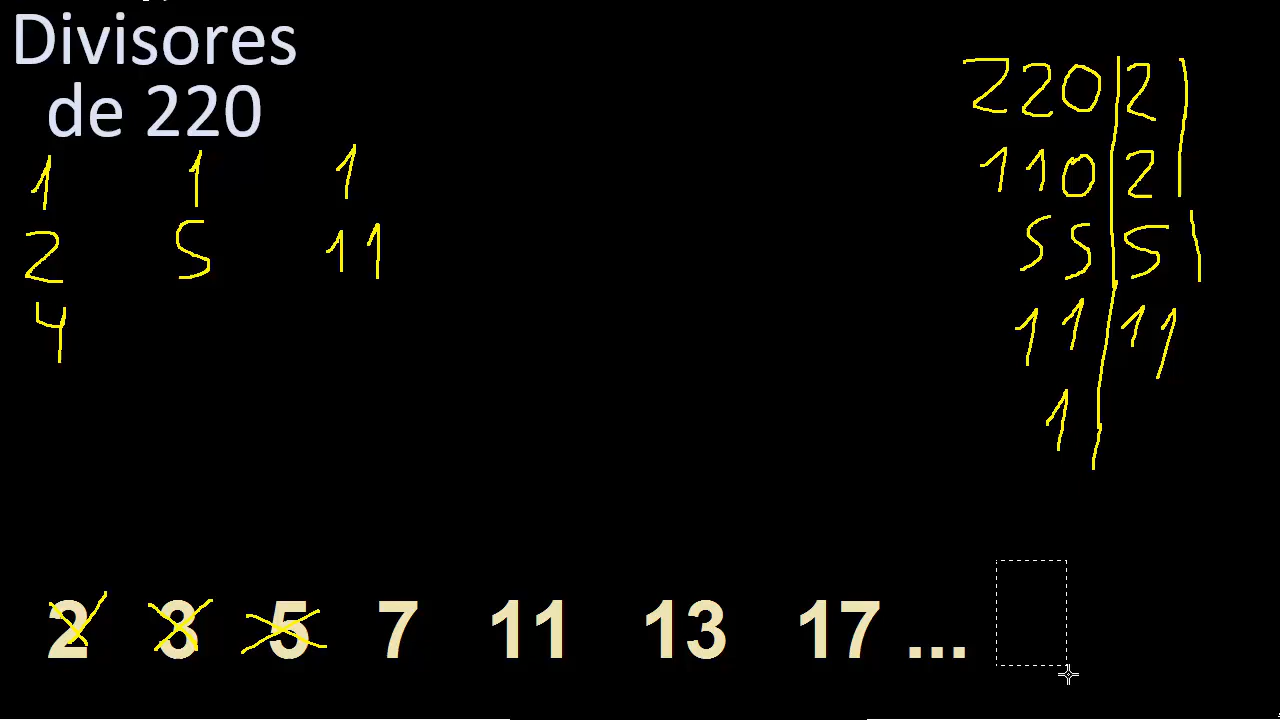 Divisores
de 220
1 1 1
2 5 11
4
220 2
110 2
55 5
11 11
1
2 3 5 7 11 13 17 ...